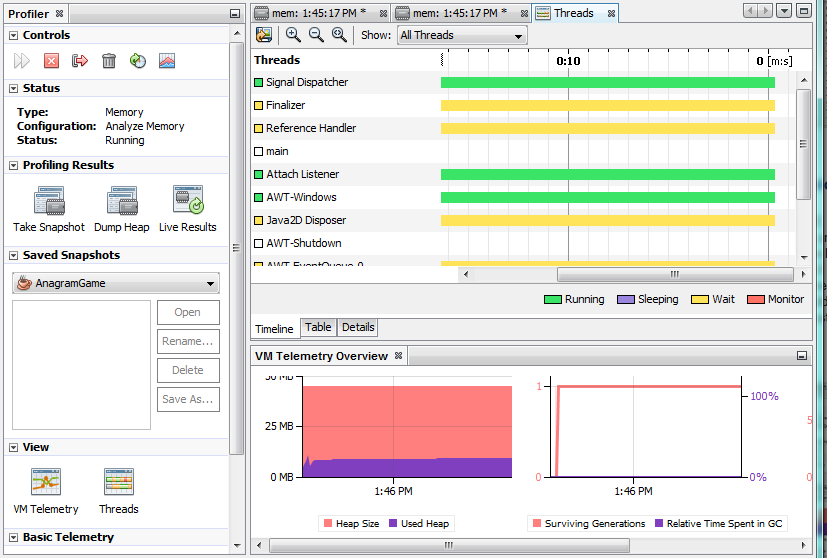 Profiler
Controls
Status
Type: Memory
Configuration: Analyze Memory
Status: Running
Profiling Results
Take Snapshot Dump Heap Live Results
Saved Snapshots
AnagramGame
Open
Rename...
Delete
Save As...
View
VM Telemetry Threads
Basic Telemetry
mem: 1:45:17 PM * mem: 1:45:17 PM * Threads
Show: All Threads
Threads 0:10 0 [m:s]
Signal Dispatcher
Finalizer
Reference Handler
main
Attach Listener
AWT-Windows
Java2D Disposer
AWT-Shutdown
AWT-EventQueue-0
Running Sleeping Wait Monitor
Timeline Table Details
VM Telemetry Overview
50 MB
25 MB
0 MB
1:46 PM
Heap Size Used Heap
1 100%
0 0%
1:46 PM
Surviving Generations Relative Time Spent in GC
5
0